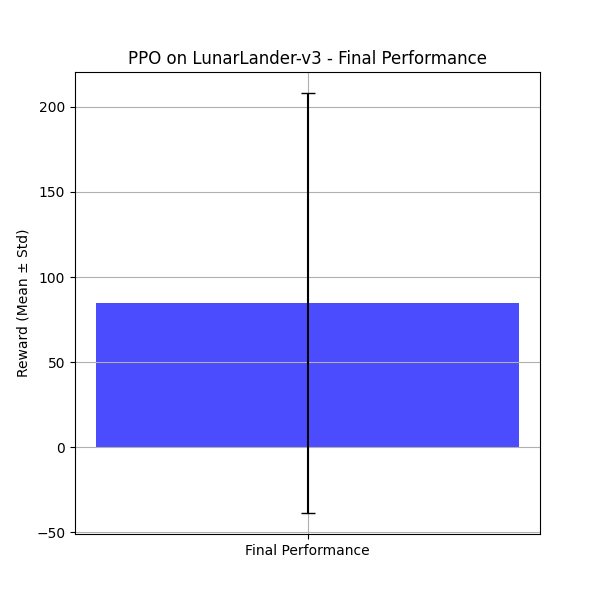 PPO on LunarLander-v3 - Final Performance
Reward (Mean ± Std)
200
150
100
50
0
−50
Final Performance